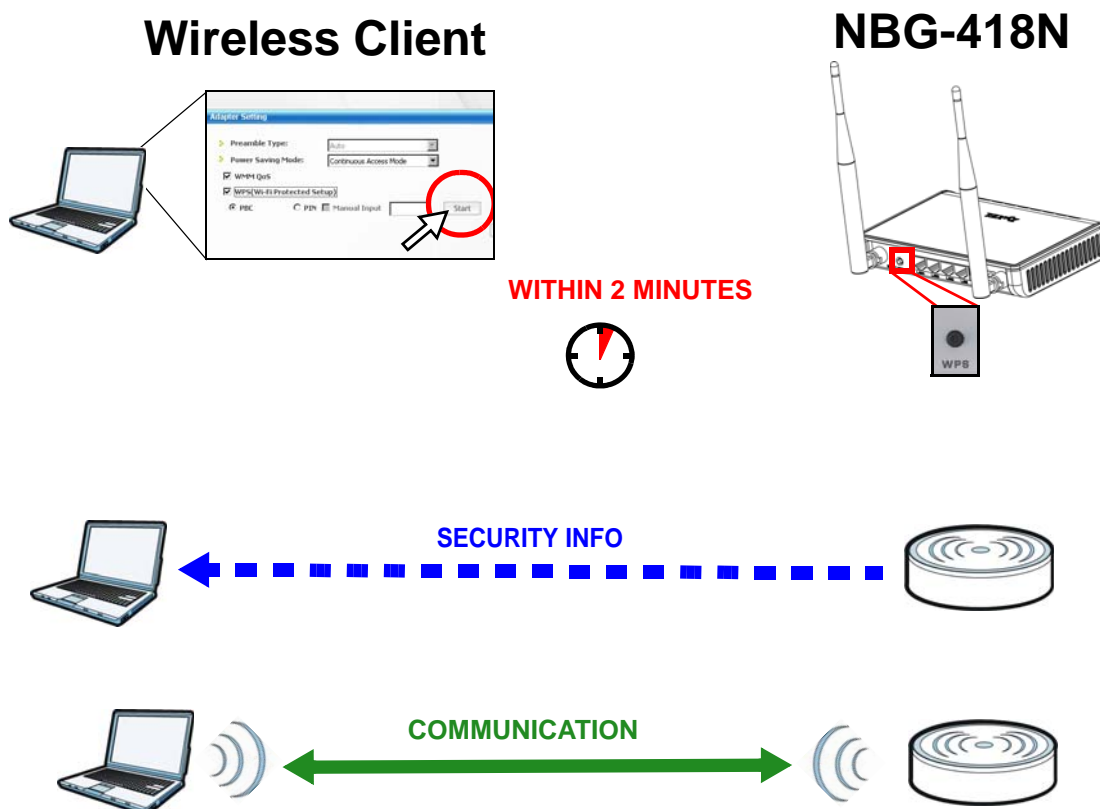 Wireless Client
NBG-418N
Adapter Setting
Preamble Type: Auto
Power Saving Mode: Continuous Access Mode
WMM QoS
WPS(Wi-Fi Protected Setup)
PBC PIN Manual Input Start
ZyXEL
WITHIN 2 MINUTES
WPS
SECURITY INFO
COMMUNICATION